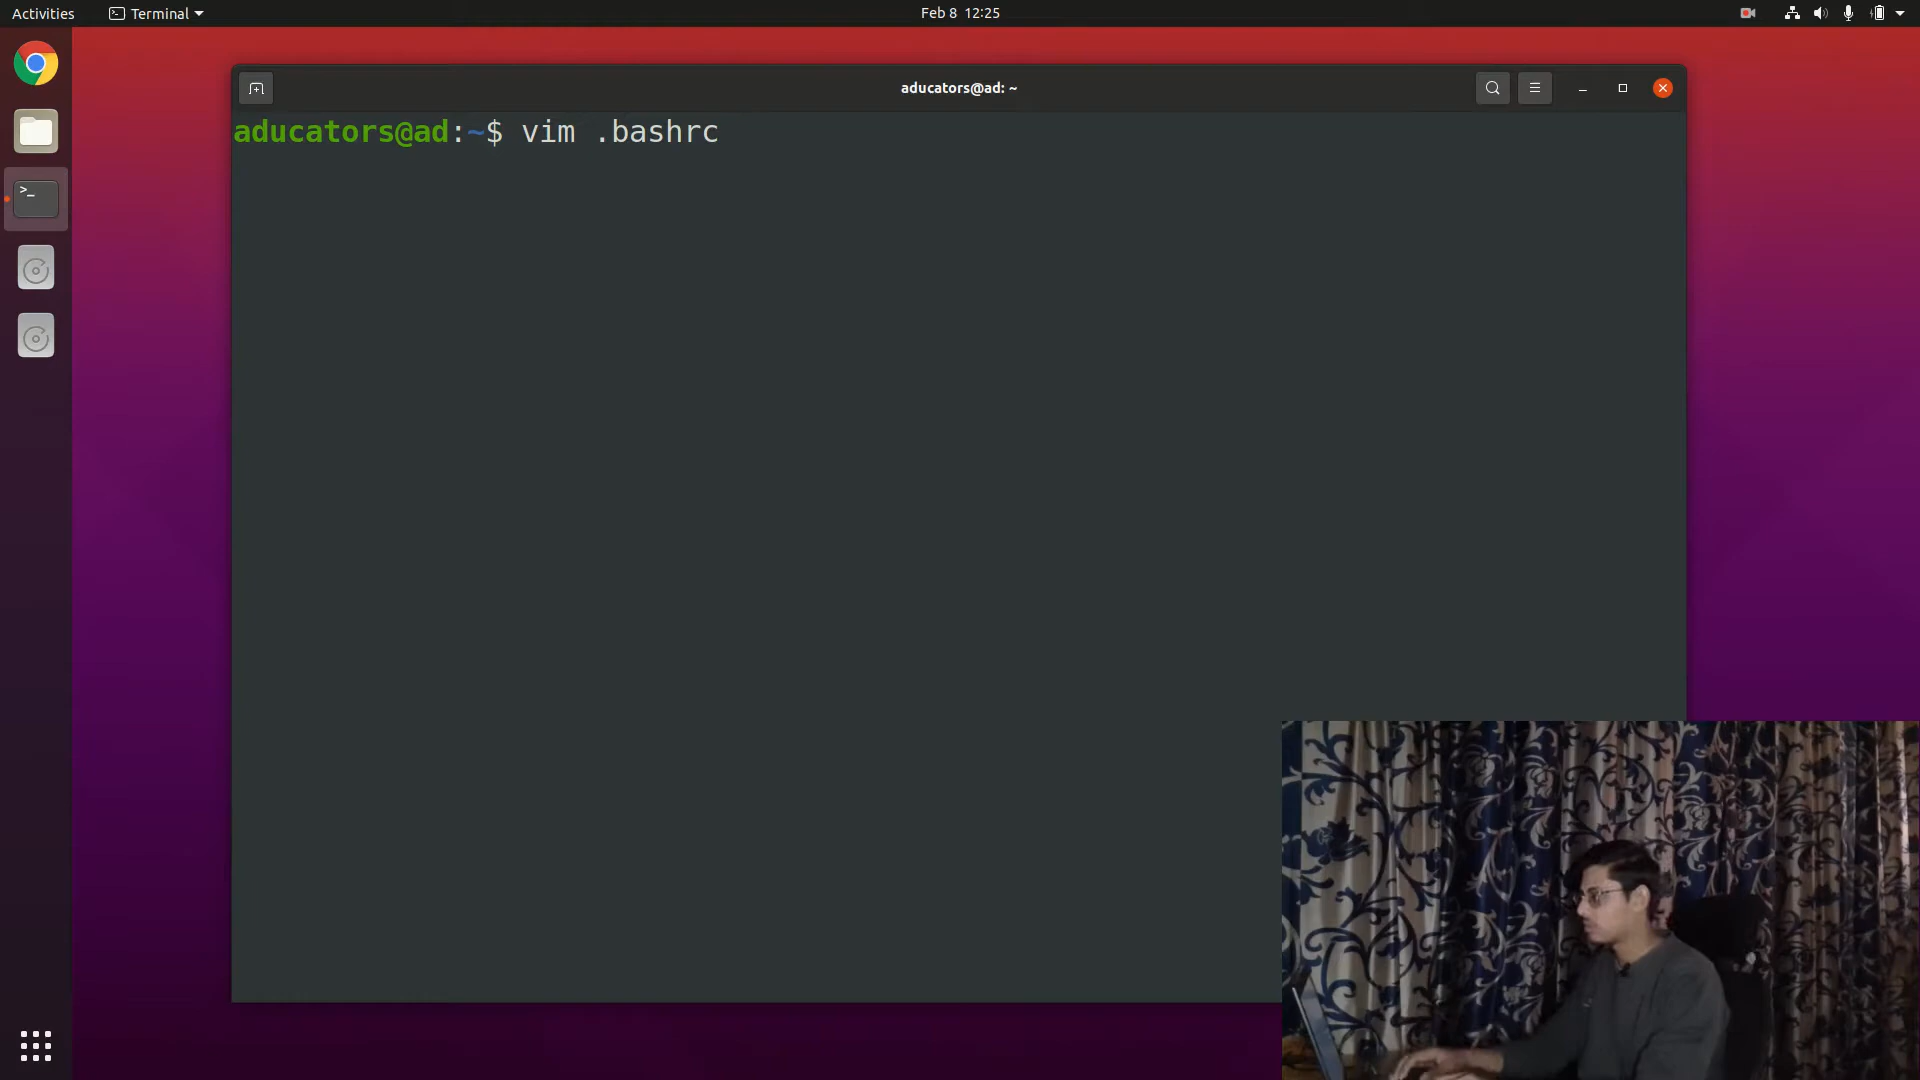 Activities
Terminal
Feb 8 12:25
aducators@ad: ~
aducators@ad:~$ vim .bashrc